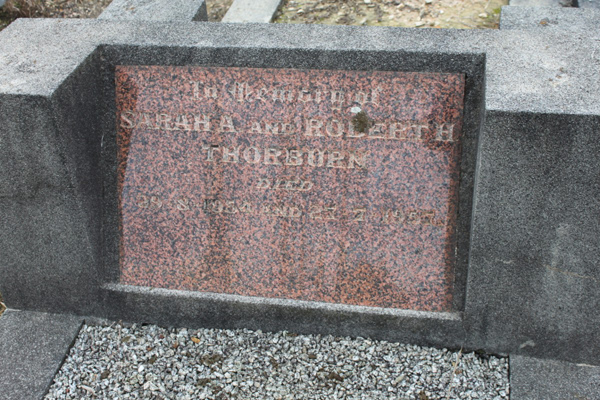 In Memory of
SARAH A AND ROBERT H
THORBURN
DIED
AND